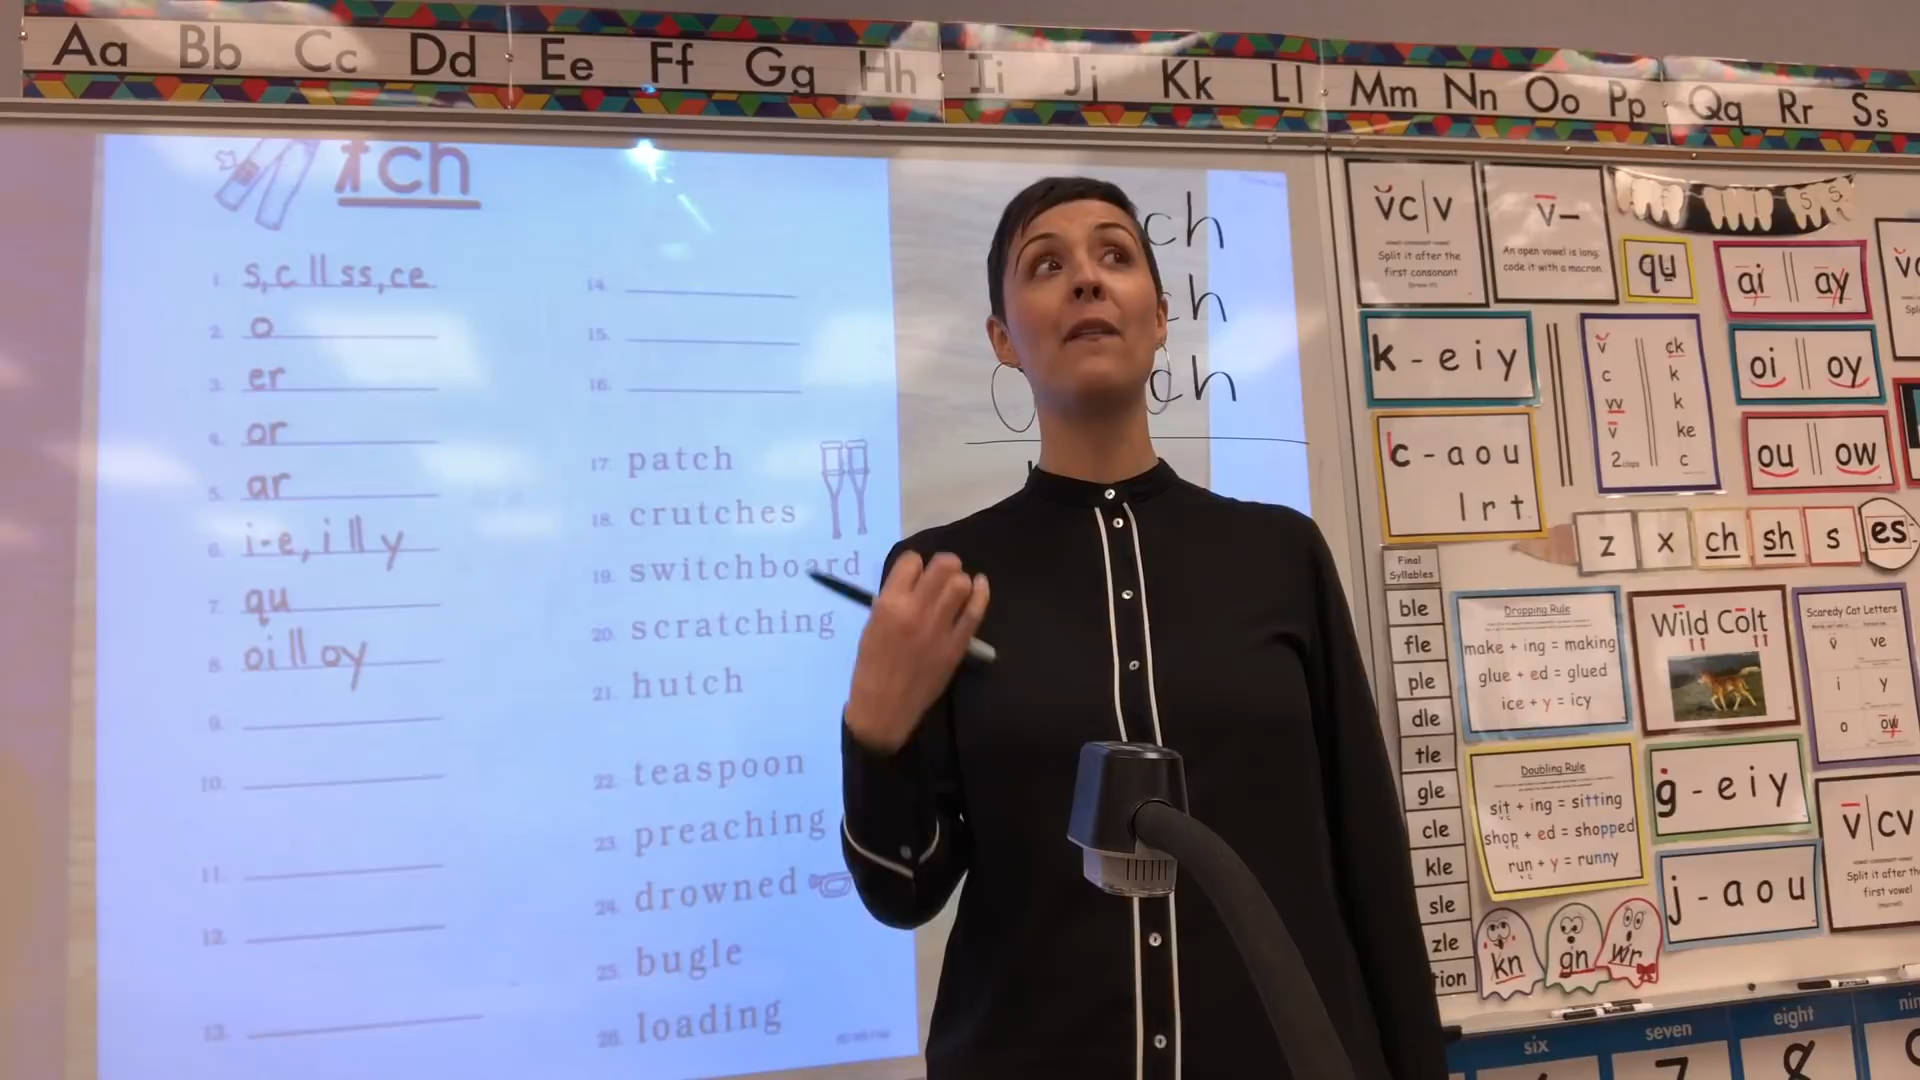 Aa Bb Cc Dd Ee Ff Gg Hh Ii Jj Kk Ll Mm Nn Oo Pp Qq Rr Ss
tch
1. s, c ll ss, ce
2. o
3. er
4. or
5. ar
6. i-e, i ll y
7. qu
8. oi ll oy
9.
10.
11.
12.
13.
14.
15.
16.
17. patch
18. crutches
19. switchboard
20. scratching
21. hutch
22. teaspoon
23. preaching
24. drowned
25. bugle
26. loading
ch
ch
ch
v̆c|v
Split it after the
first consonant
v̄–
An open vowel is long,
code it with a macron.
F I I S S
qu
ai || ay
k - e i y
v̆ || ck
c k
vv k
v̄ ke
2 c
oi || oy
c - a o u
l r t
ou || ow
z x ch sh s es
Final
Syllables
ble
fle
ple
dle
tle
gle
cle
kle
sle
zle
tion
Dropping Rule
make + ing = making
glue + ed = glued
ice + y = icy
Wild Colt
Scaredy Cat Letters
v̆ ve
i y
o ow
Doubling Rule
sit + ing = sitting
shop + ed = shopped
run + y = runny
g - e i y
v̄|cv
Split it after the
first vowel
j - a o u
kn gn wr
six seven eight
7 8